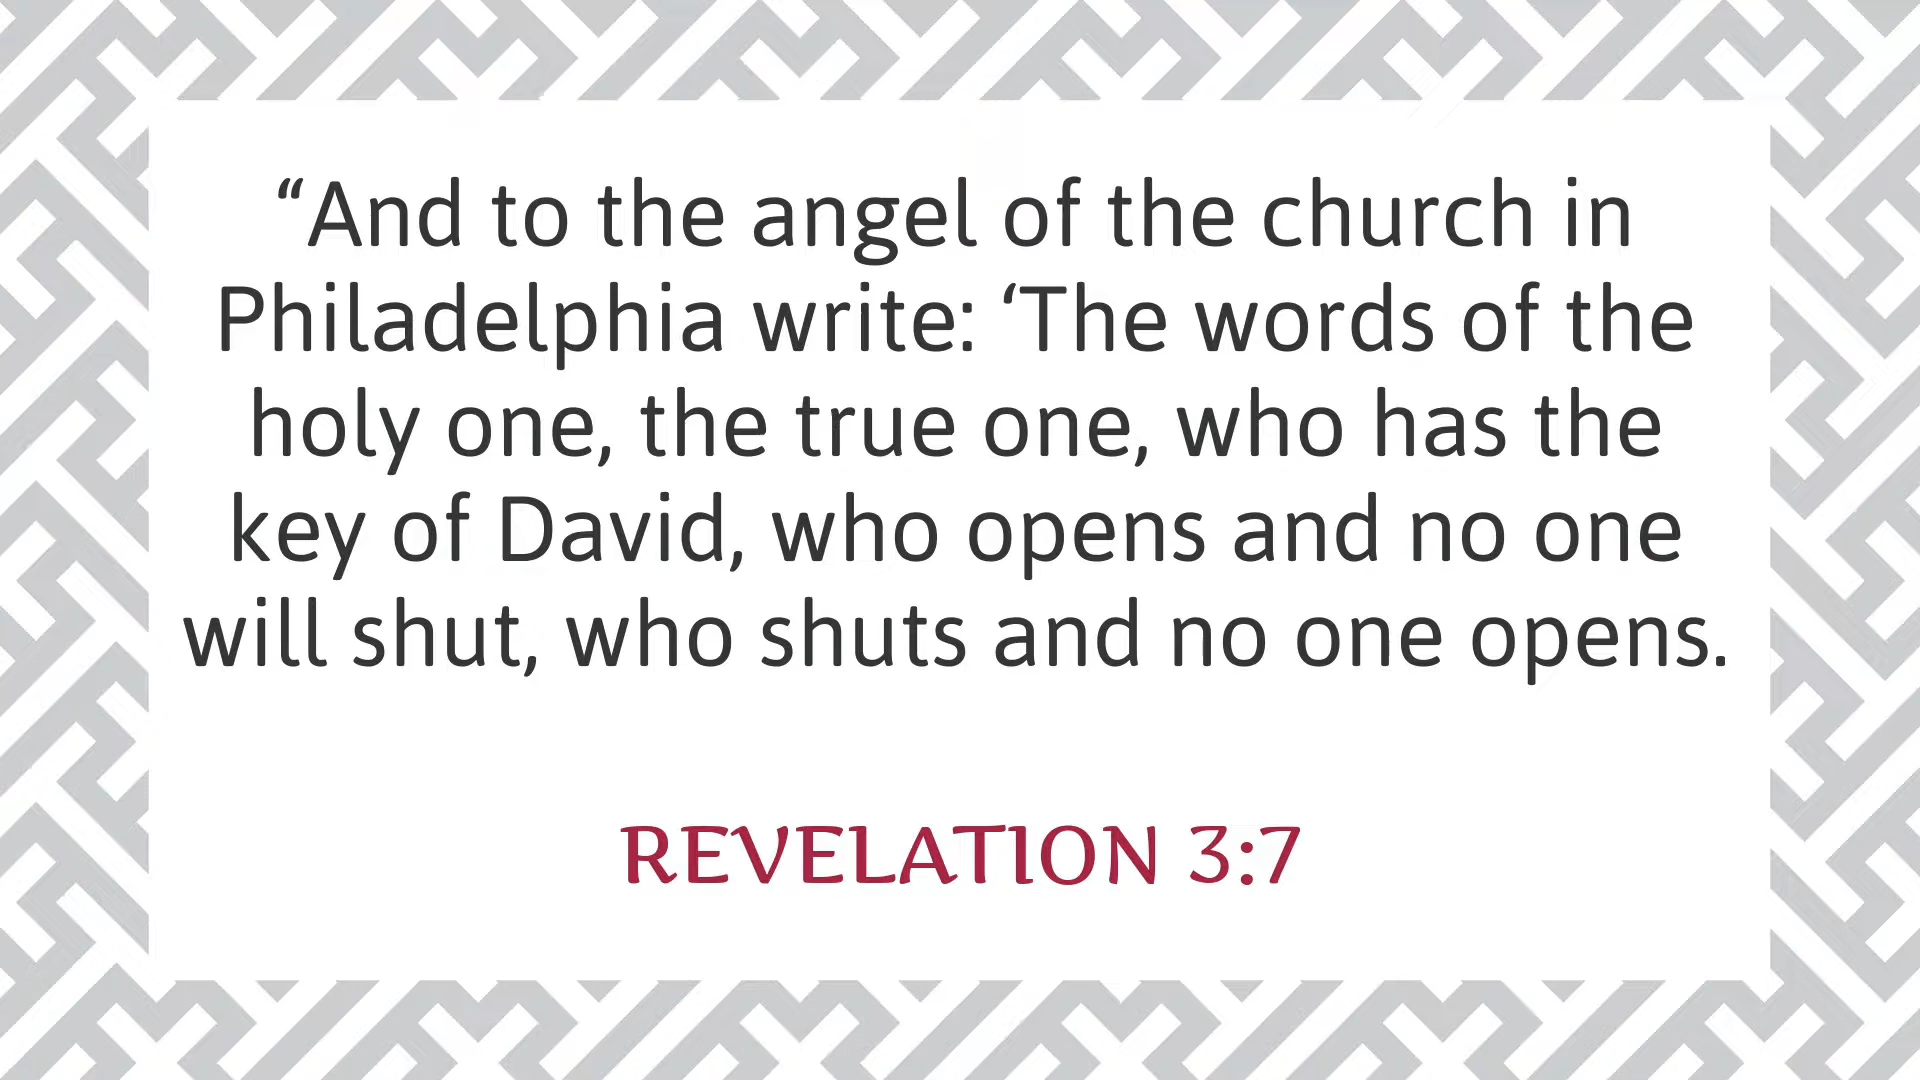 “And to the angel of the church in
Philadelphia write: ‘The words of the
holy one, the true one, who has the
key of David, who opens and no one
will shut, who shuts and no one opens.
REVELATION 3:7